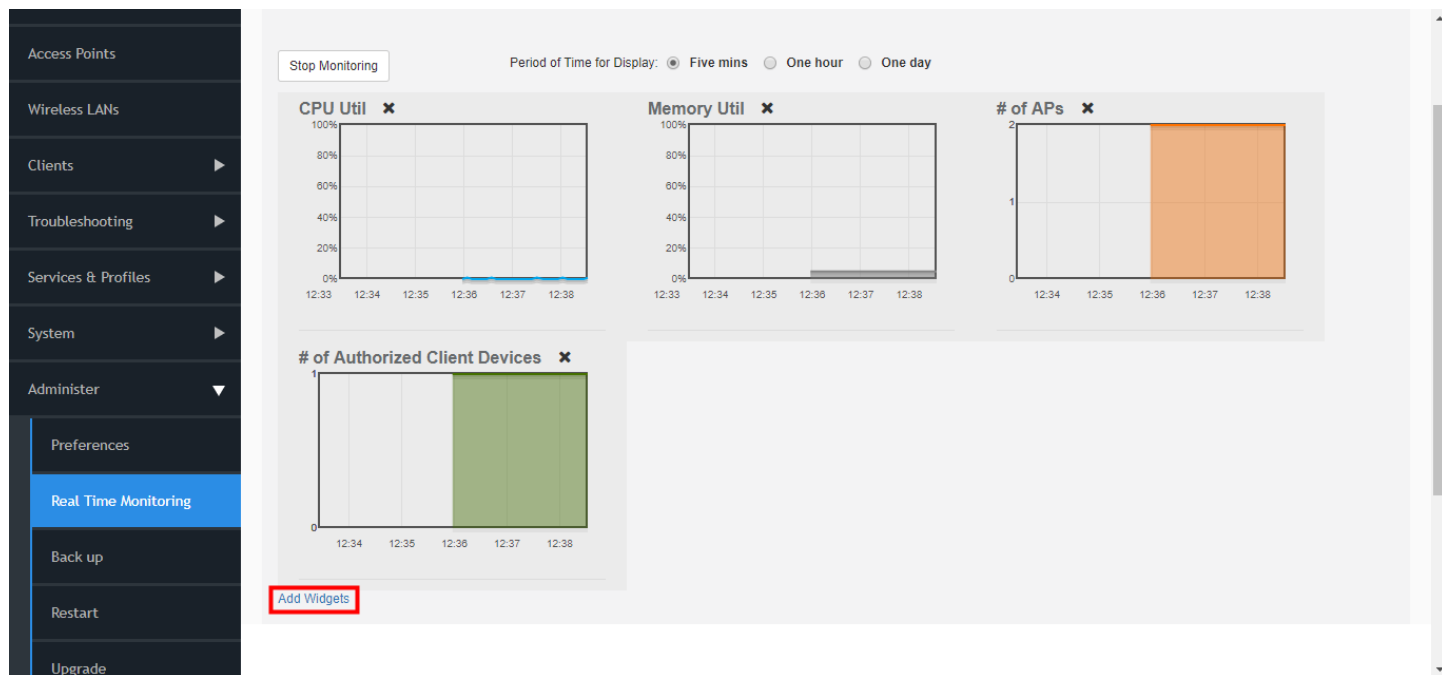 Access Points
Wireless LANs
Clients
Troubleshooting
Services & Profiles
System
Administer
Preferences
Real Time Monitoring
Back up
Restart
Upgrade
Stop Monitoring
Period of Time for Display: Five mins One hour One day
CPU Util
100%
80%
60%
40%
20%
0%
12:33 12:34 12:35 12:36 12:37 12:38
Memory Util
100%
80%
60%
40%
20%
0%
12:33 12:34 12:35 12:36 12:37 12:38
# of APs
2
1
0
12:34 12:35 12:36 12:37 12:38
# of Authorized Client Devices
1
0
12:34 12:35 12:36 12:37 12:38
Add Widgets